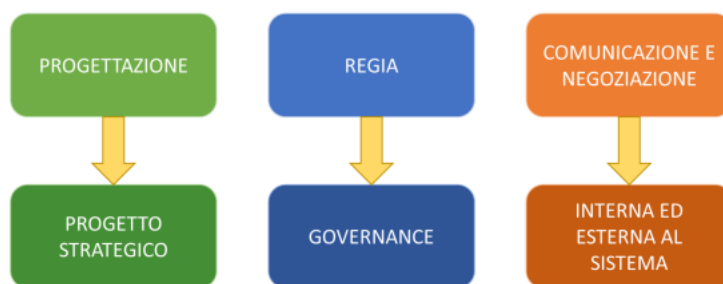 PROGETTAZIONE
REGIA
COMUNICAZIONE E
NEGOZIAZIONE
PROGETTO
STRATEGICO
GOVERNANCE
INTERNA ED
ESTERNA AL
SISTEMA